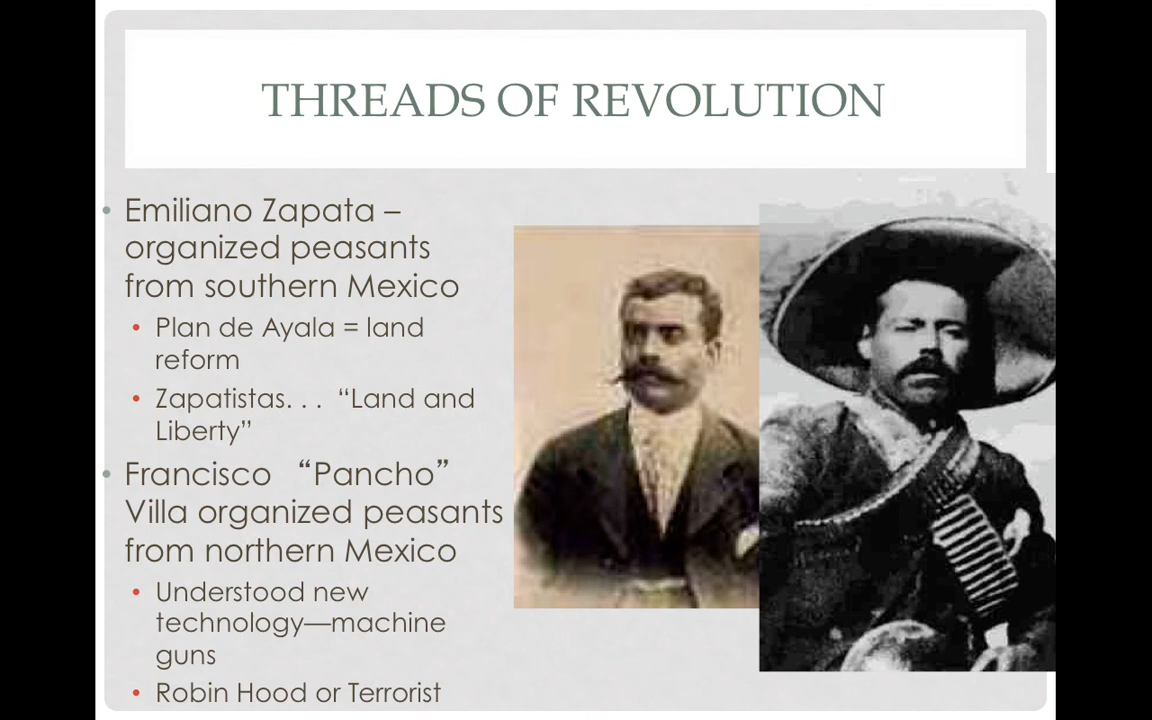 THREADS OF REVOLUTION
• Emiliano Zapata –
organized peasants
from southern Mexico
• Plan de Ayala = land
reform
• Zapatistas. . . “Land and
Liberty”
• Francisco “Pancho”
Villa organized peasants
from northern Mexico
• Understood new
technology—machine
guns
• Robin Hood or Terrorist